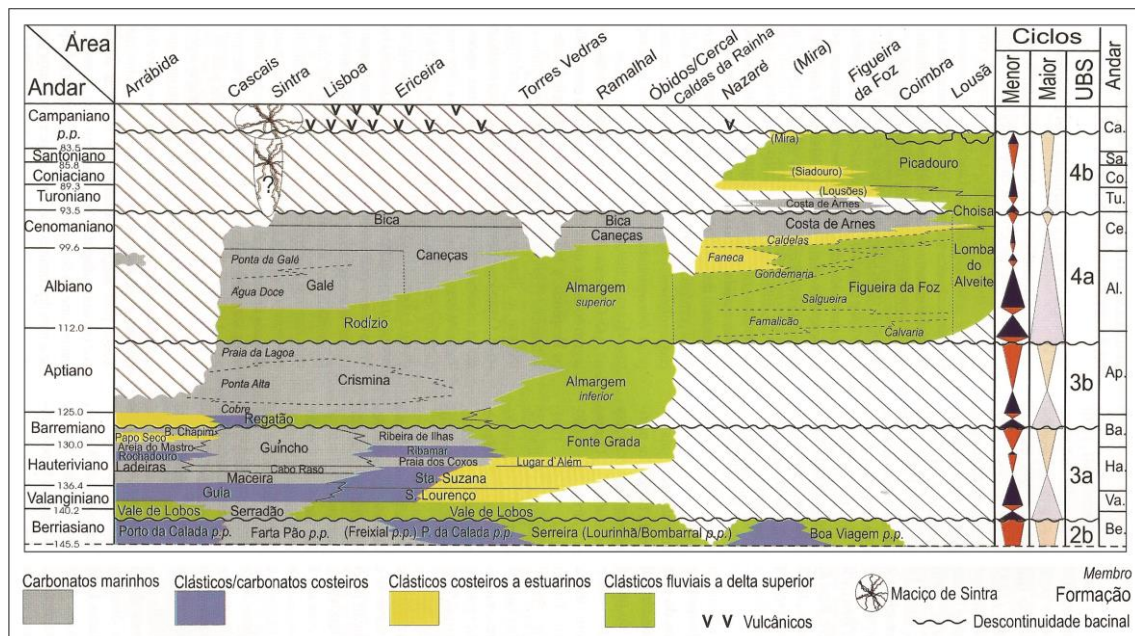 Área
Andar
Arrábida
Cascais
Sintra
Lisboa
Ericeira
Torres Vedras
Ramalhal
Óbidos/Cercal
Caldas da Rainha
Nazaré
(Mira)
Figueira
da Foz
Coimbra
Lousã
Ciclos
Menor
Maior
UBS
Andar
Campaniano
p.p.
83.5
Santoniano
85.8
Coniaciano
89.3
Turoniano
93.5
Cenomaniano
99.6
Albiano
112.0
Aptiano
125.0
Barremiano
130.0
Hauteriviano
136.4
Valanginiano
140.2
Berriasiano
145.5
?
(Mira)
Picadouro
(Siadouro)
(Lousões)
Costa de Arnes
Choisa
Bica
Bica
Costa de Arnes
Caneças
Caldelas
Ponta da Galé
Caneças
Faneca
Lomba
do
Alveite
Água Doce
Galé
Gondemaria
Almargem
superior
Figueira da Foz
Salgueira
Rodízio
Famalicão
Calvaria
Praia da Lagoa
Ponta Alta
Crismina
Almargem
inferior
Cobre
Regatão
B. Chapim
Papo Seco
Areia do Mastro
Rochadouro
Ladeiras
Guincho
Ribeira de Ilhas
Ribamar
Fonte Grada
Cabo Raso
Praia dos Coxos
Lugar d'Além
Maceira
Sta. Suzana
Guia
S. Lourenço
Vale de Lobos
Serradão
Vale de Lobos
Porto da Calada p.p.
Farta Pão p.p.
(Freixial p.p.)
P. da Calada p.p.
Serreira (Lourinhã/Bombarral p.p.)
Boa Viagem p.p.
4b
4a
3b
3a
2b
Ca.
Sa.
Co.
Tu.
Ce.
Al.
Ap.
Ba.
Ha.
Va.
Be.
Carbonatos marinhos
Clásticos/carbonatos costeiros
Clásticos costeiros a estuarinos
Clásticos fluviais a delta superior
Vulcânicos
Maciço de Sintra
Membro
Formação
Descontinuidade bacinal